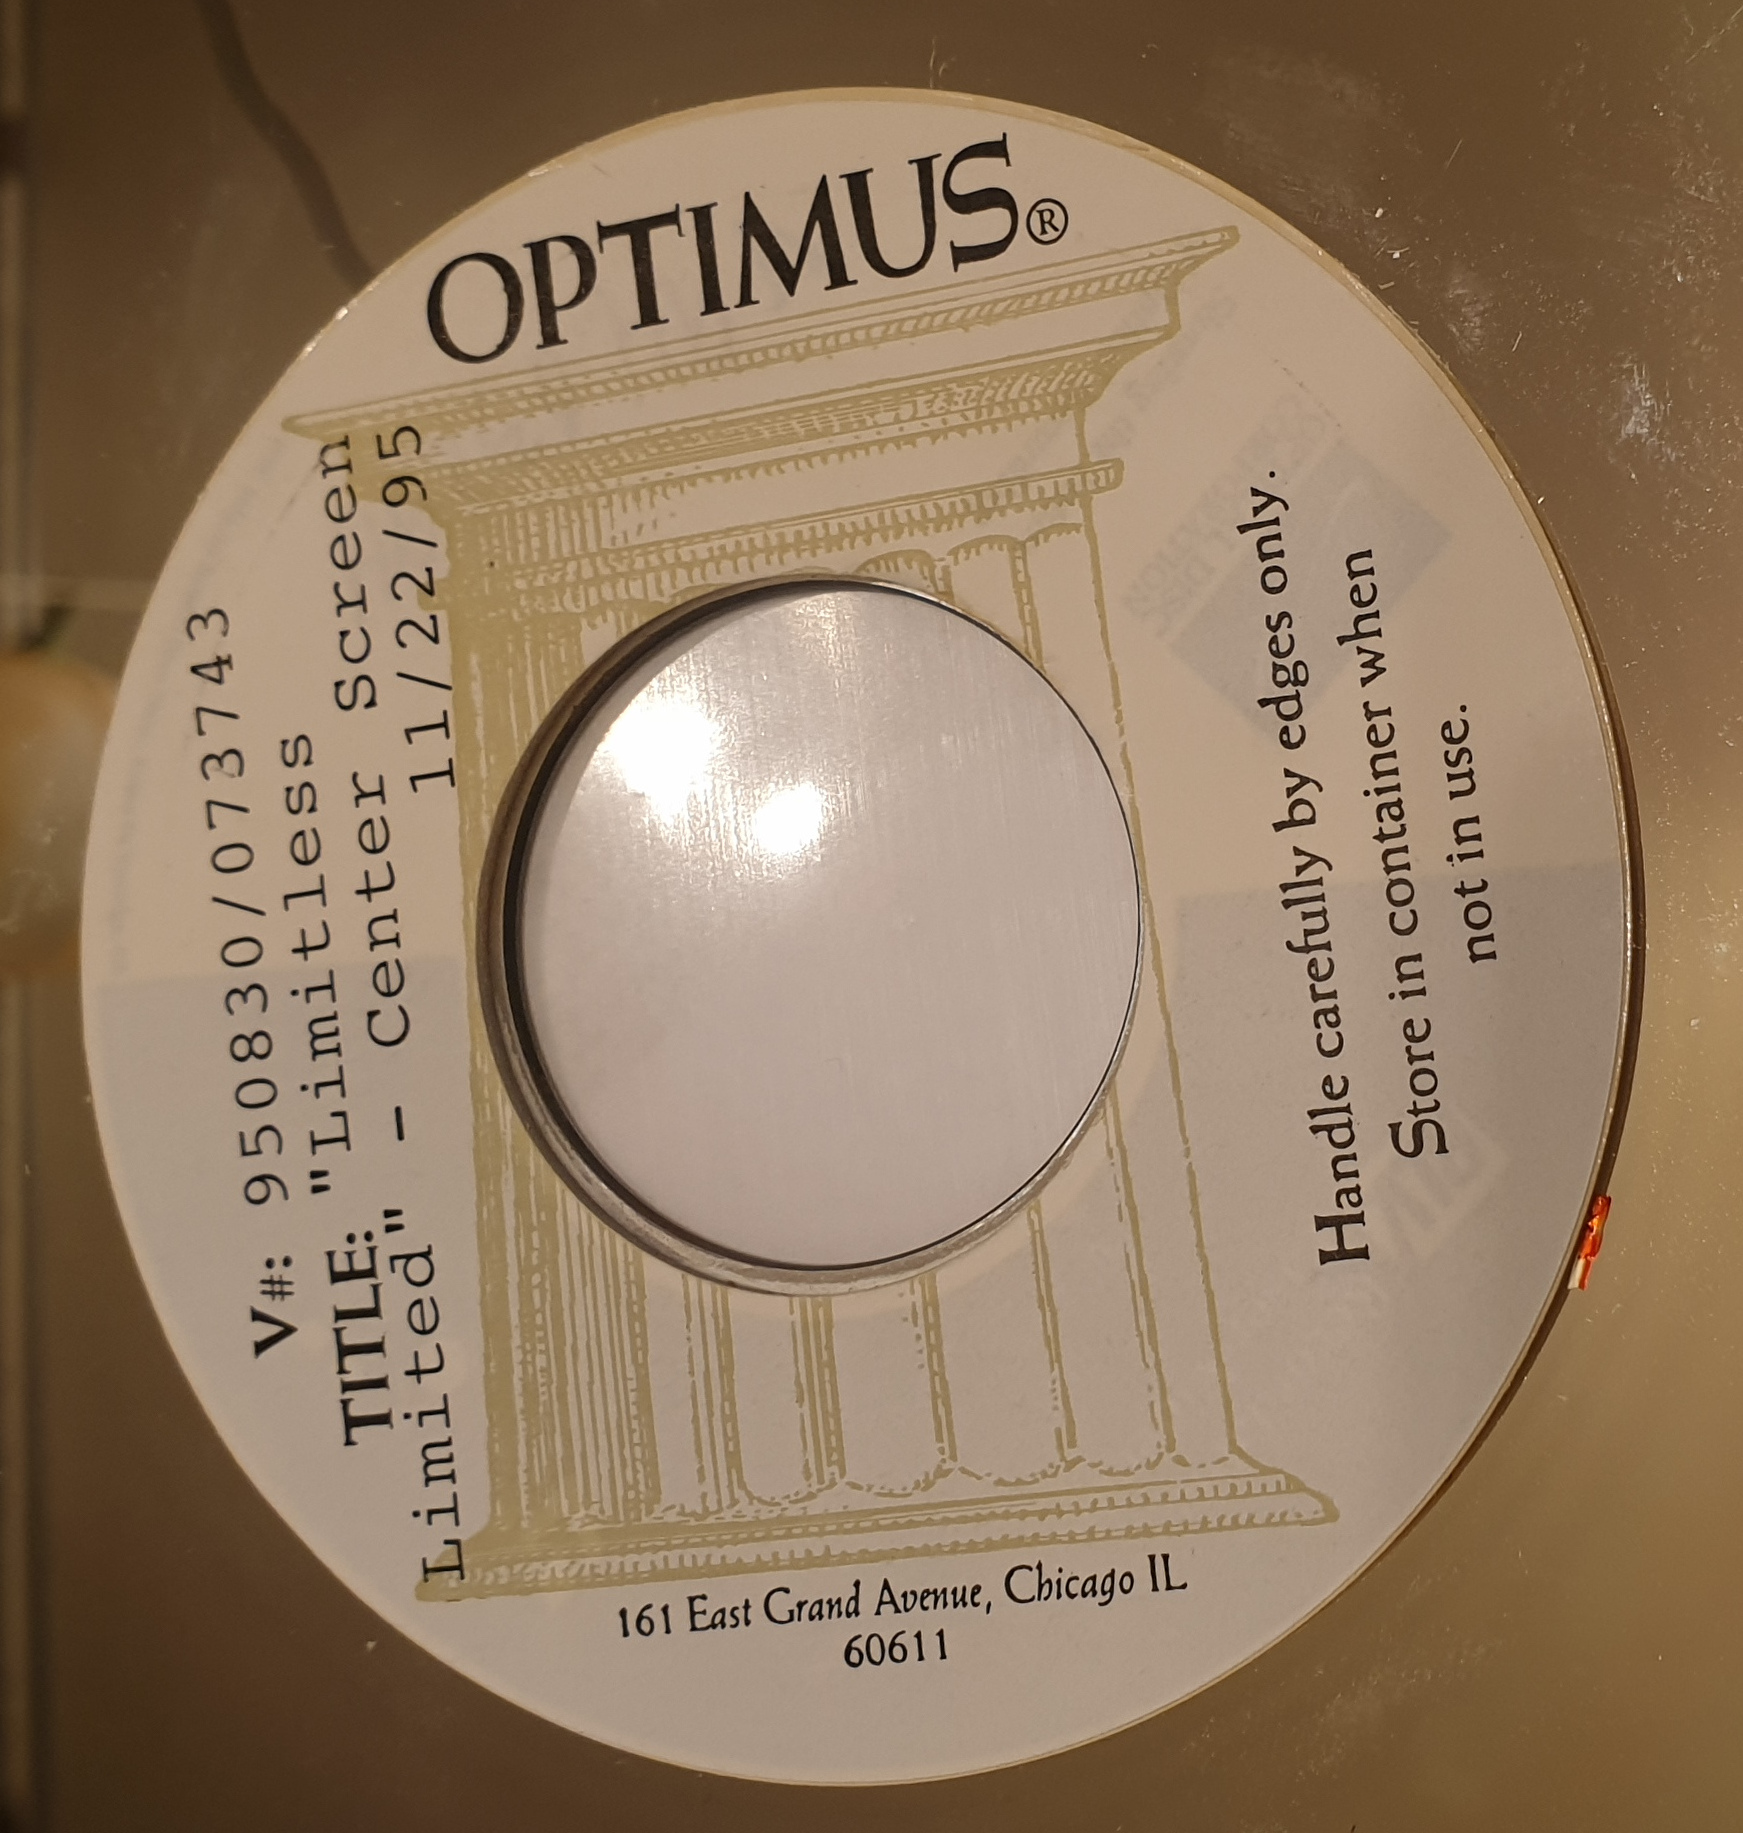 OPTIMUS®
V#: 950830/073743
TITLE: "Limitless Screen
Limited" - Center 11/22/95
Handle carefully by edges only.
Store in container when
not in use.
161 East Grand Avenue, Chicago IL
60611